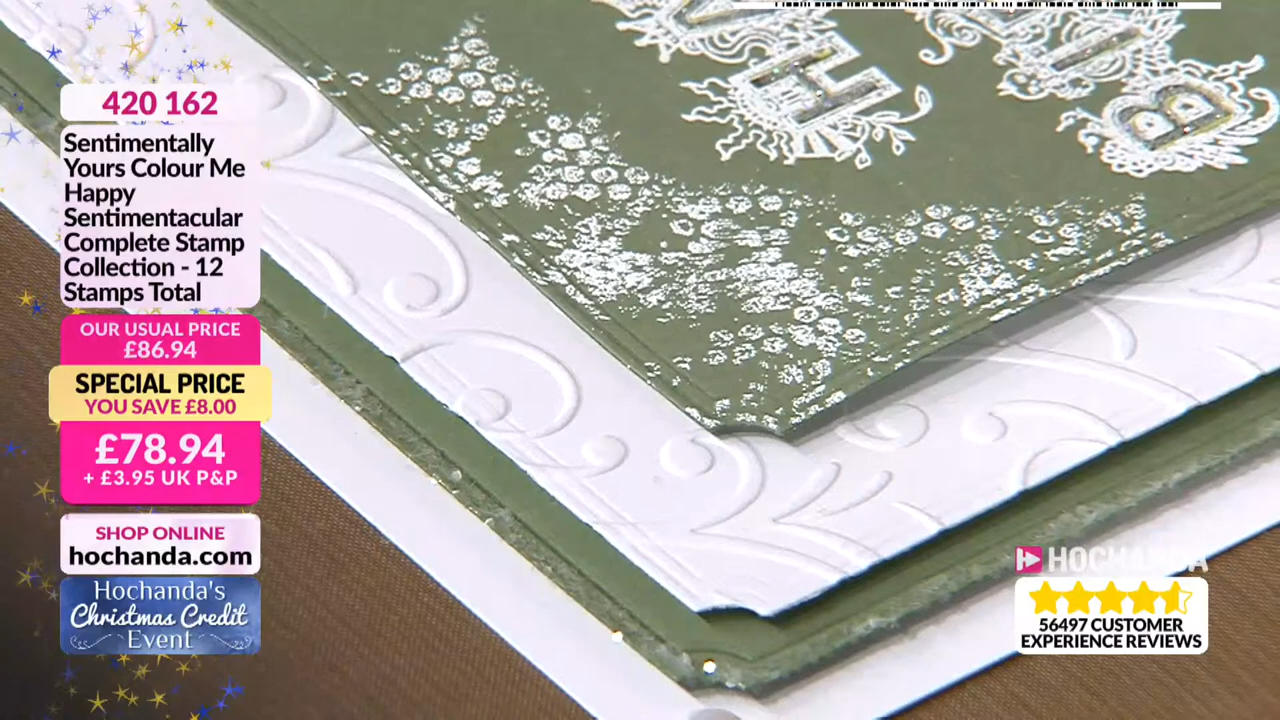 420 162
Sentimentally
Yours Colour Me
Happy
Sentimentacular
Complete Stamp
Collection - 12
Stamps Total
OUR USUAL PRICE
£86.94
SPECIAL PRICE
YOU SAVE £8.00
£78.94
+ £3.95 UK P&P
SHOP ONLINE
hochanda.com
Hochanda's
Christmas Credit
Event
HOCHANDA
56497 CUSTOMER
EXPERIENCE REVIEWS